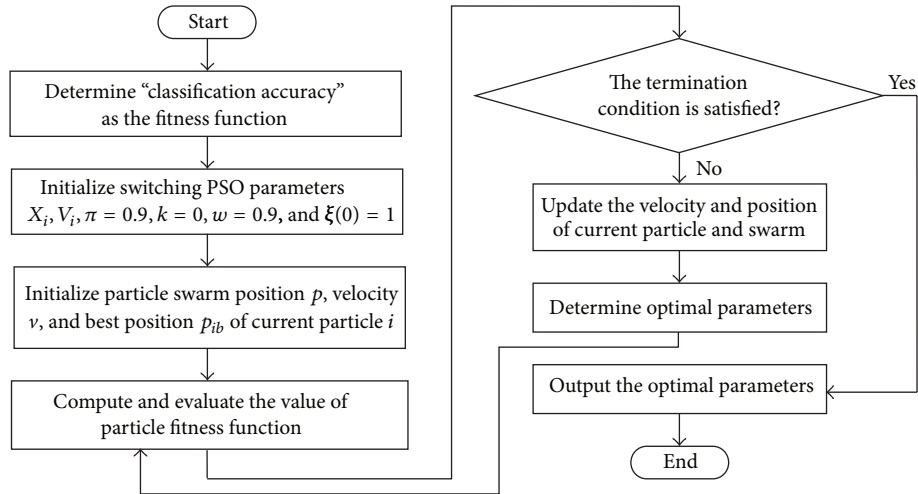 Start
Determine “classification accuracy”
as the fitness function
Initialize switching PSO parameters
X_i, V_i, π = 0.9, k = 0, w = 0.9, and ξ(0) = 1
Initialize particle swarm position p, velocity
v, and best position p_ib of current particle i
Compute and evaluate the value of
particle fitness function
The termination
condition is satisfied?
Yes
No
Update the velocity and position
of current particle and swarm
Determine optimal parameters
Output the optimal parameters
End